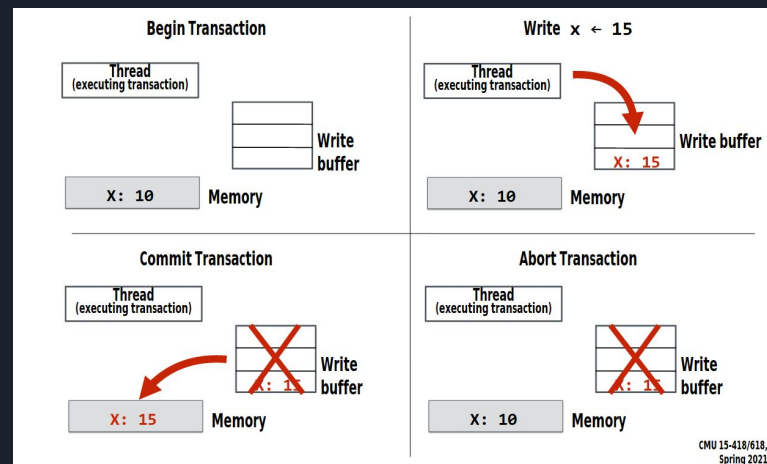 Begin Transaction
Thread
(executing transaction)
Write
buffer
X: 10
Memory
Write x ← 15
Thread
(executing transaction)
Write buffer
X: 15
X: 10
Memory
Commit Transaction
Thread
(executing transaction)
Write
buffer
X: 15
X: 15
Memory
Abort Transaction
Thread
(executing transaction)
Write
buffer
X: 15
X: 10
Memory
CMU 15-418/618,
Spring 2021